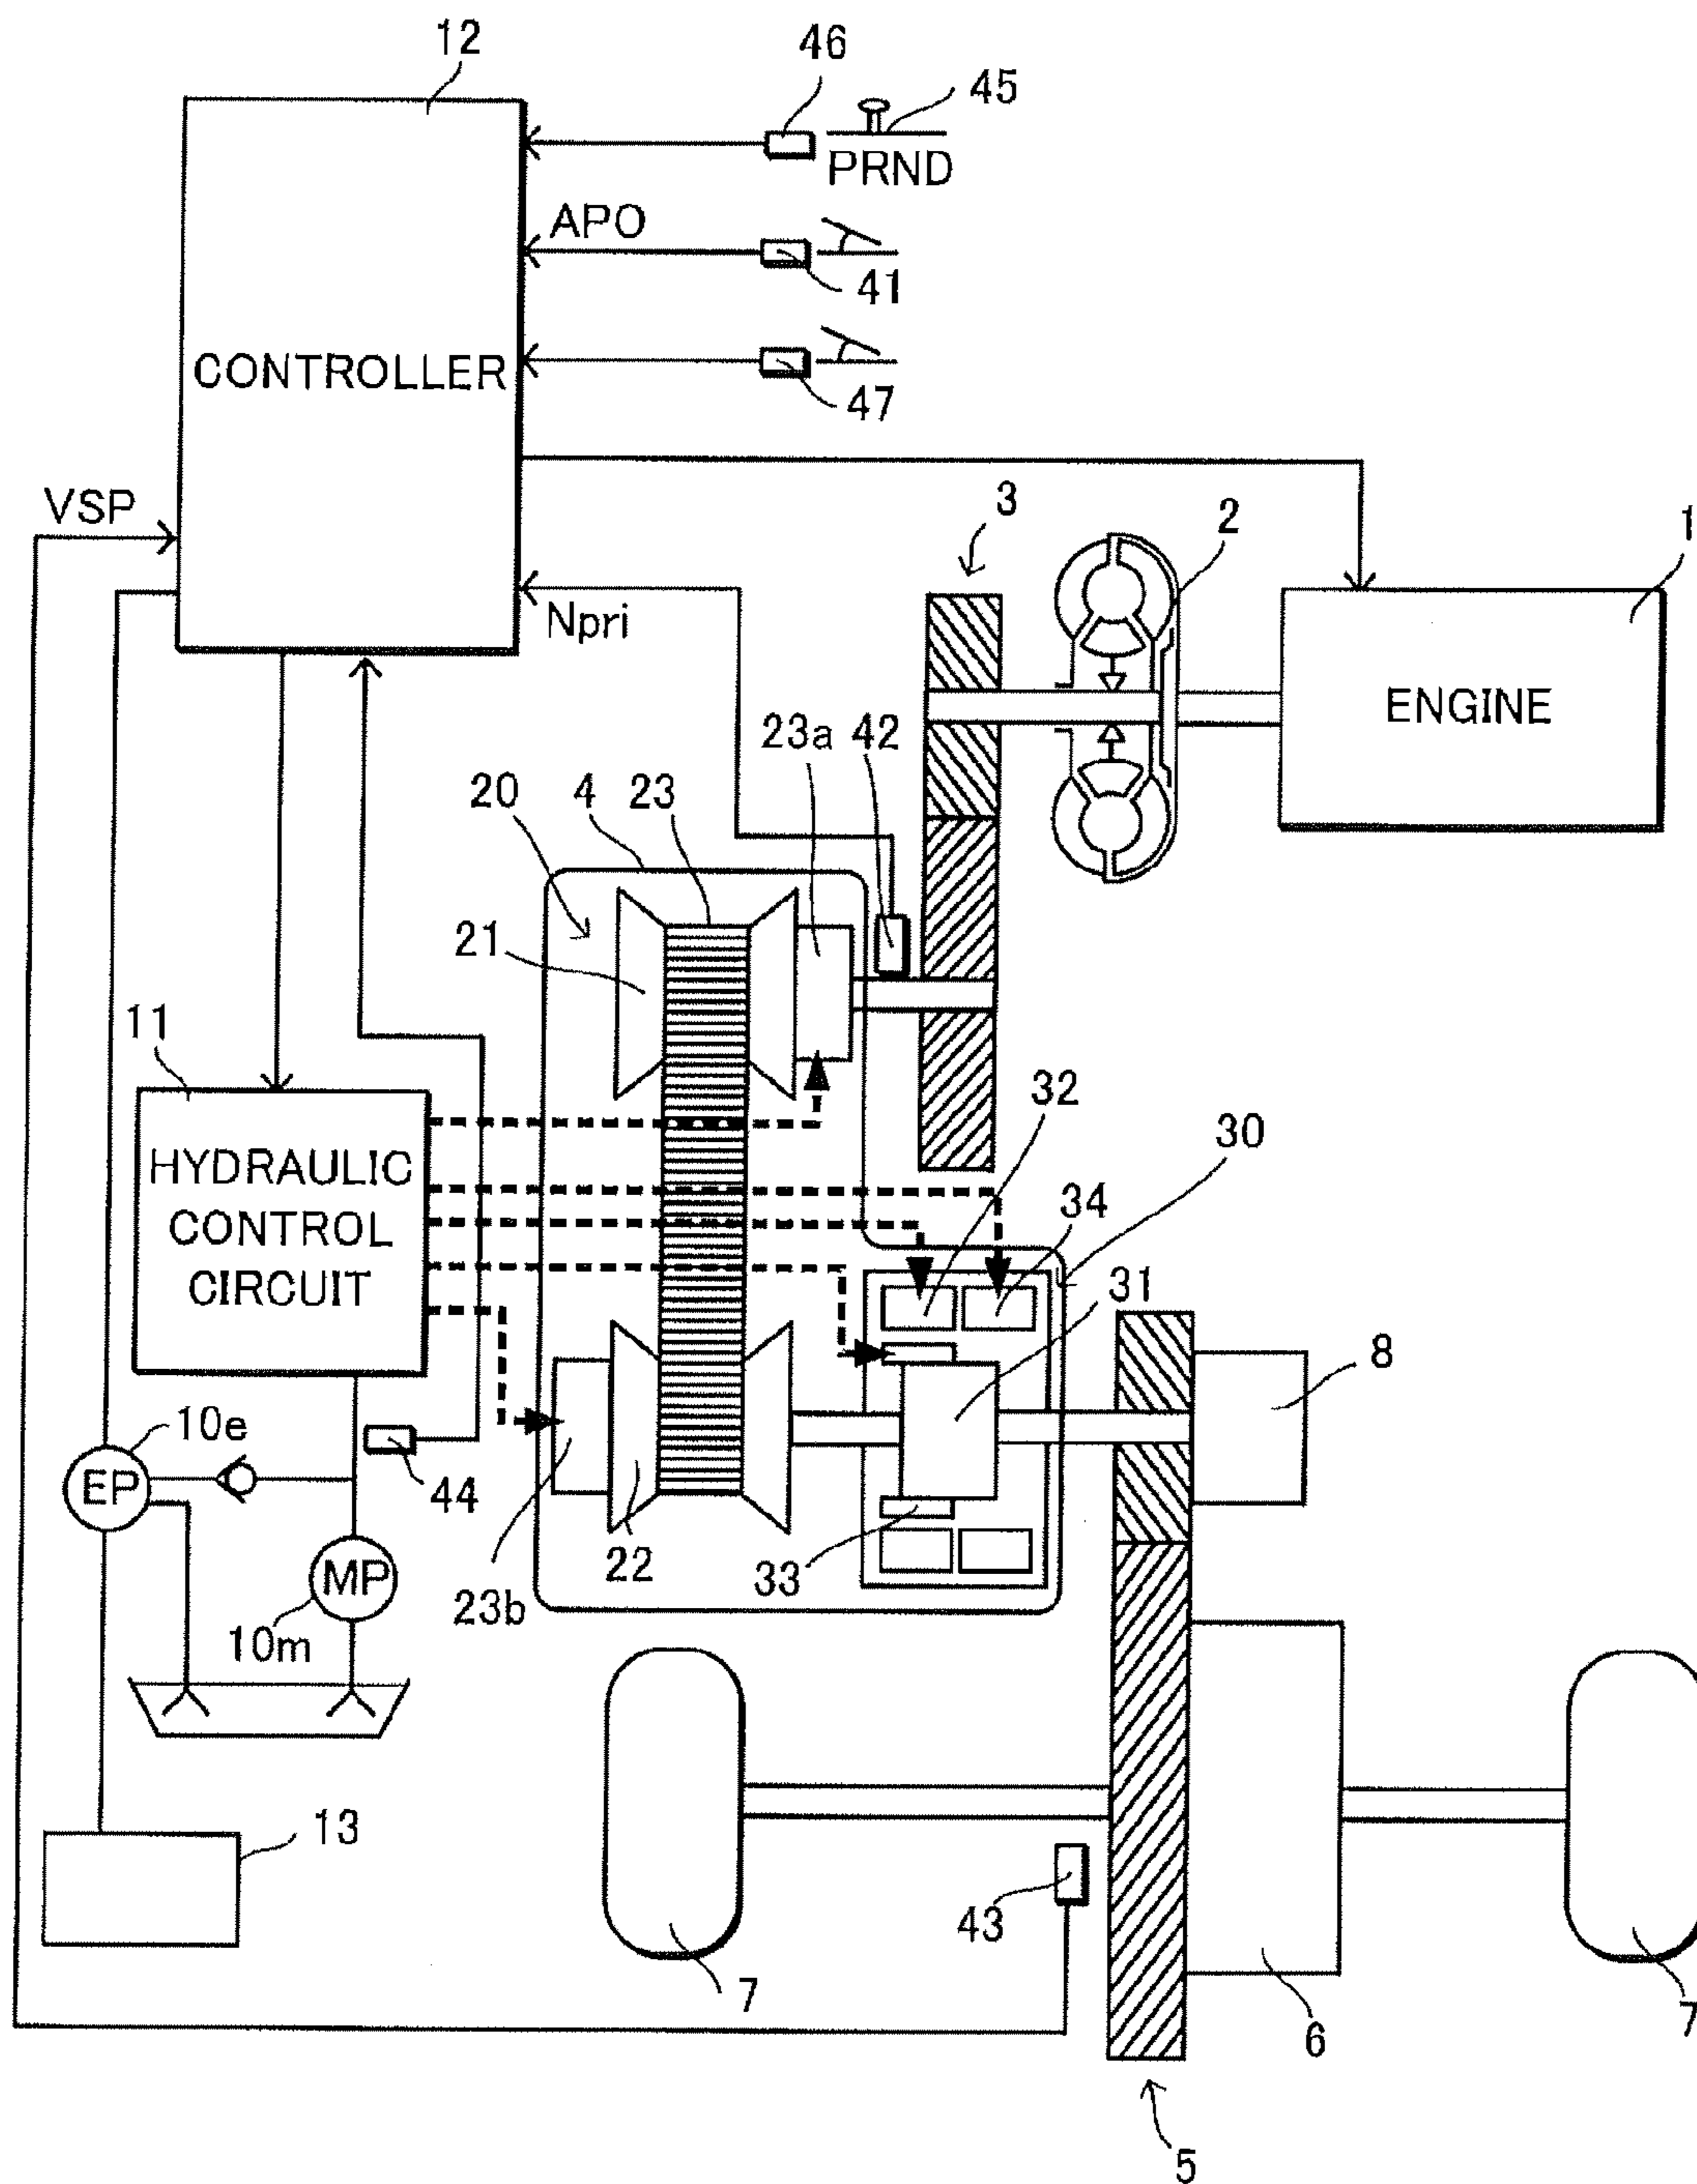 12
46
45
PRND
APO
41
CONTROLLER
47
VSP
3
2
1
Npri
ENGINE
23a
42
20
4
23
21
11
32
30
HYDRAULIC
CONTROL
CIRCUIT
34
31
8
10e
EP
44
22
33
MP
23b
10m
13
43
7
6
7
5